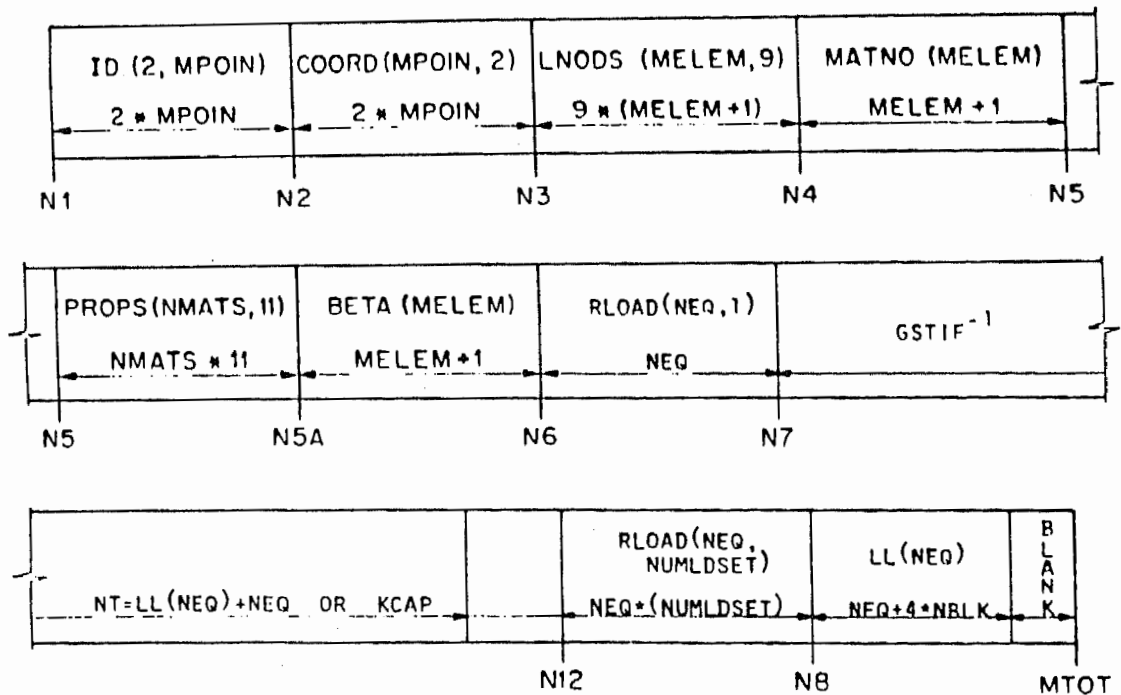 ID (2, MPOIN) COORD(MPOIN, 2) LNODS (MELEM, 9) MATNO (MELEM)
2 * MPOIN 2 * MPOIN 9 * (MELEM +1) MELEM +1
N1 N2 N3 N4 N5
PROPS(NMATS, 11) BETA (MELEM) RLOAD(NEQ, 1) GSTIF⁻¹
NMATS * 11 MELEM +1 NEQ
N5 N5A N6 N7
RLOAD(NEQ, NUMLDSET) LL(NEQ) BLANK
NT=LL(NEQ)+NEQ OR KCAP NEQ*(NUMLDSET) NEQ+4*NBLK
N12 N8 MTOT